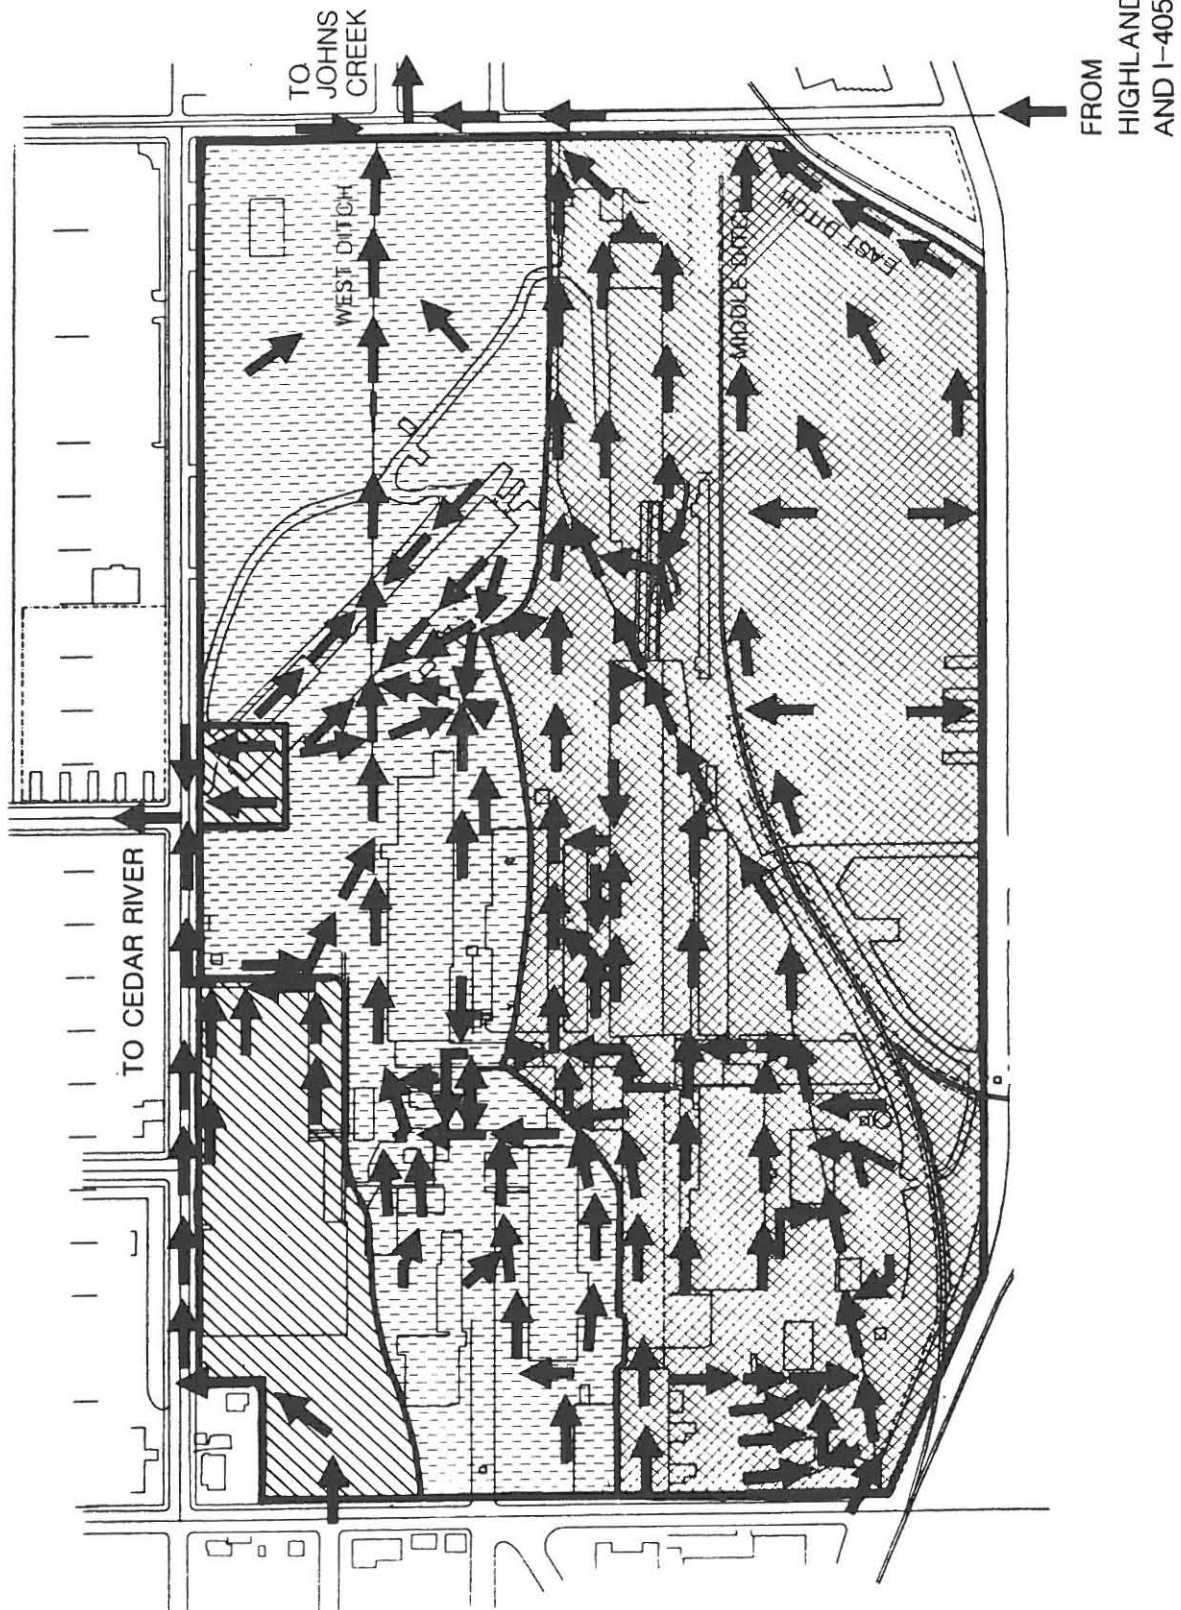 TO
JOHNS
CREEK
FROM
HIGHLAND
AND I-405
WEST DITCH
MIDDLE DITCH
EAST DITCH
TO CEDAR RIVER